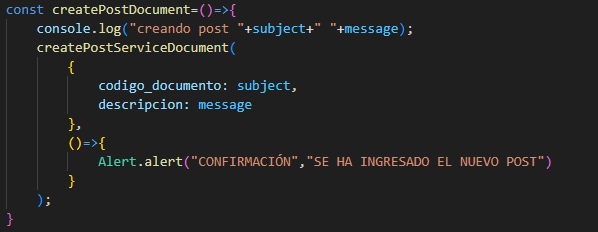 const createPostDocument=()=>{
console.log("creando post "+subject+" "+message);
createPostServiceDocument(
{
codigo_documento: subject,
descripcion: message
},
()=>{
Alert.alert("CONFIRMACIÓN","SE HA INGRESADO EL NUEVO POST")
}
);
}